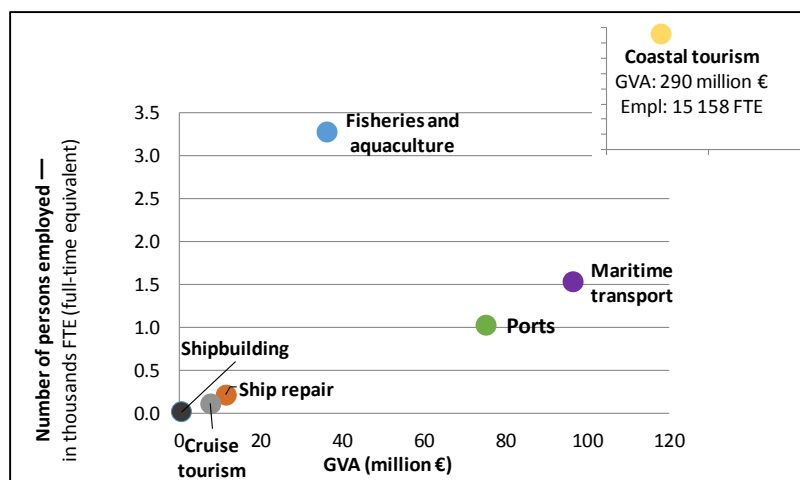 Coastal tourism
GVA: 290 million €
Empl: 15 158 FTE
Number of persons employed —
in thousands FTE (full-time equivalent)
3.5
3.0
2.5
2.0
1.5
1.0
0.5
0.0
Fisheries and
aquaculture
Maritime
transport
Ports
Shipbuilding
Ship repair
Cruise
tourism
0
20
40
60
80
100
120
GVA (million €)